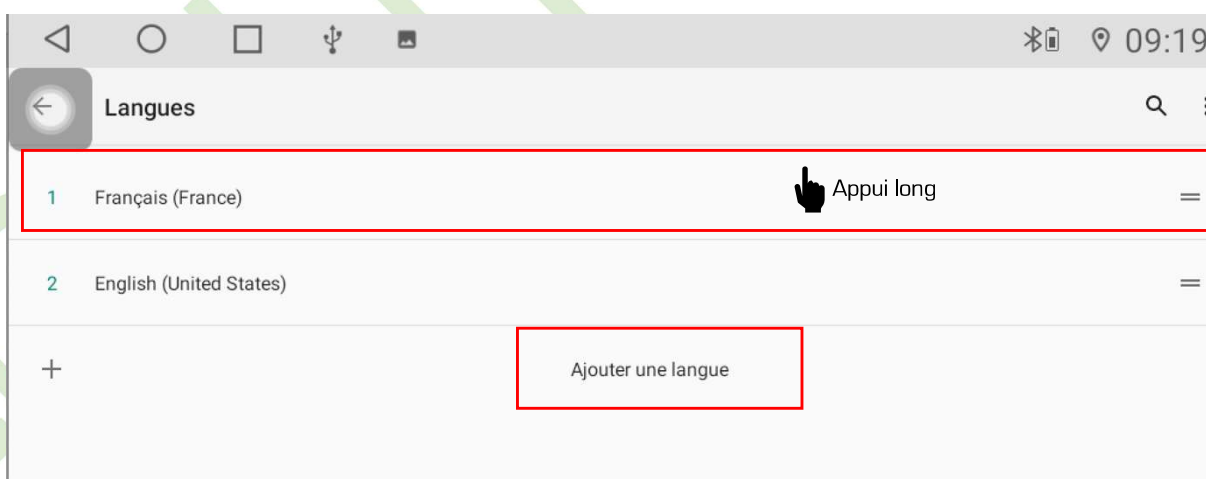 09:19
Langues
1 Français (France)
Appui long
2 English (United States)
Ajouter une langue